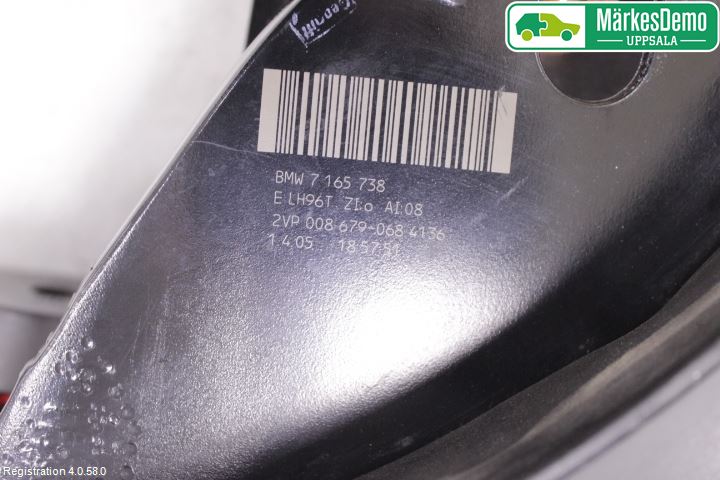 MärkesDemo
UPPSALA
BMW 7 165 738
E LH96T ZI:o AI:08
2VP 008 679-068 4136
1 4.05 18:57:51
Registration 4.0.58.0